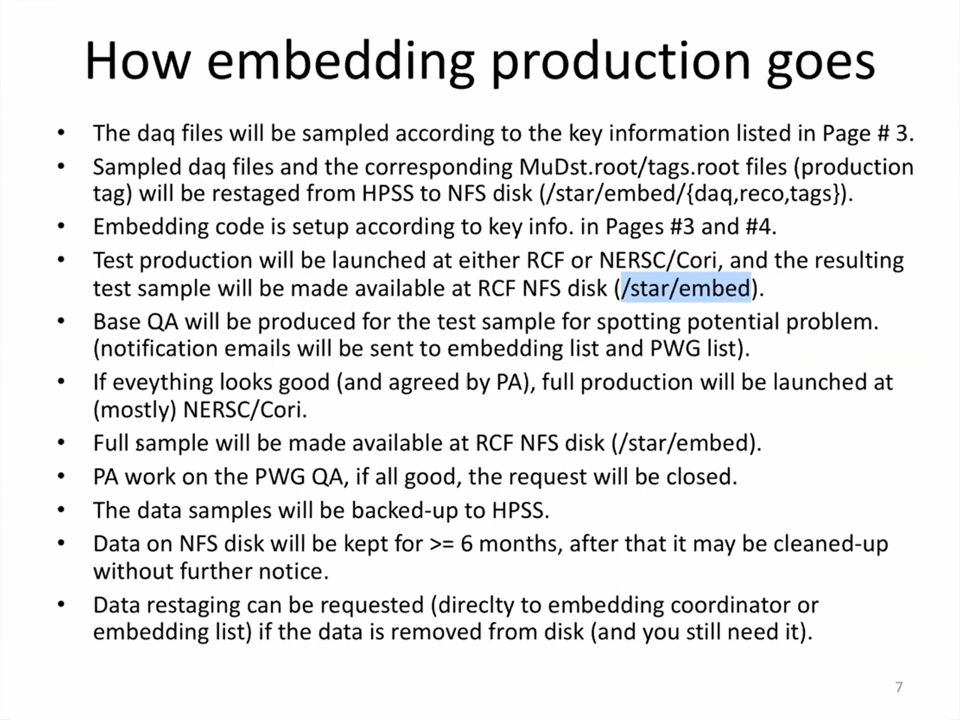 How embedding production goes
• The daq files will be sampled according to the key information listed in Page # 3.
• Sampled daq files and the corresponding MuDst.root/tags.root files (production
tag) will be restaged from HPSS to NFS disk (/star/embed/{daq,reco,tags}).
• Embedding code is setup according to key info. in Pages #3 and #4.
• Test production will be launched at either RCF or NERSC/Cori, and the resulting
test sample will be made available at RCF NFS disk (/star/embed).
• Base QA will be produced for the test sample for spotting potential problem.
(notification emails will be sent to embedding list and PWG list).
• If eveything looks good (and agreed by PA), full production will be launched at
(mostly) NERSC/Cori.
• Full sample will be made available at RCF NFS disk (/star/embed).
• PA work on the PWG QA, if all good, the request will be closed.
• The data samples will be backed-up to HPSS.
• Data on NFS disk will be kept for >= 6 months, after that it may be cleaned-up
without further notice.
• Data restaging can be requested (direclty to embedding coordinator or
embedding list) if the data is removed from disk (and you still need it).
7